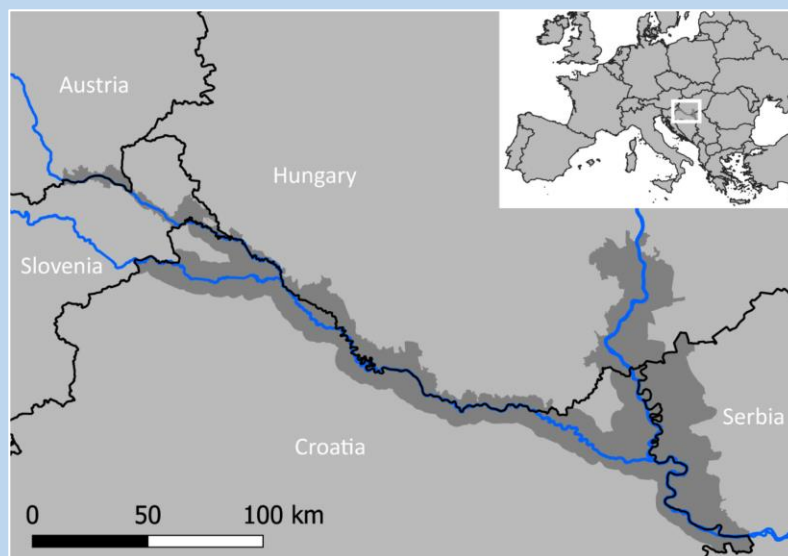 Austria
Hungary
Slovenia
Serbia
Croatia
0 50 100 km